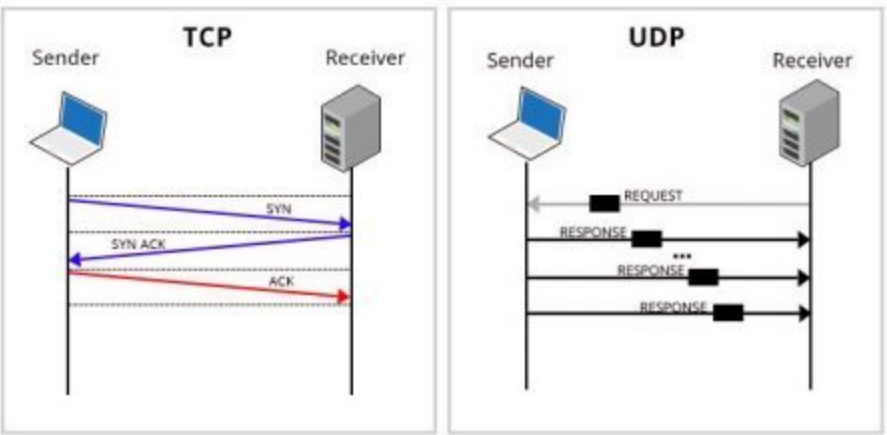 TCP
Sender
Receiver
SYN
SYN ACK
ACK
UDP
Sender
Receiver
REQUEST
RESPONSE
...
RESPONSE
RESPONSE